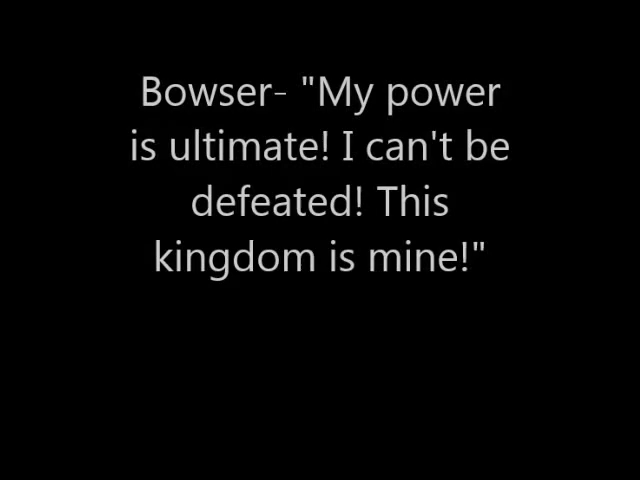 Bowser- "My power
is ultimate! I can't be
defeated! This
kingdom is mine!"